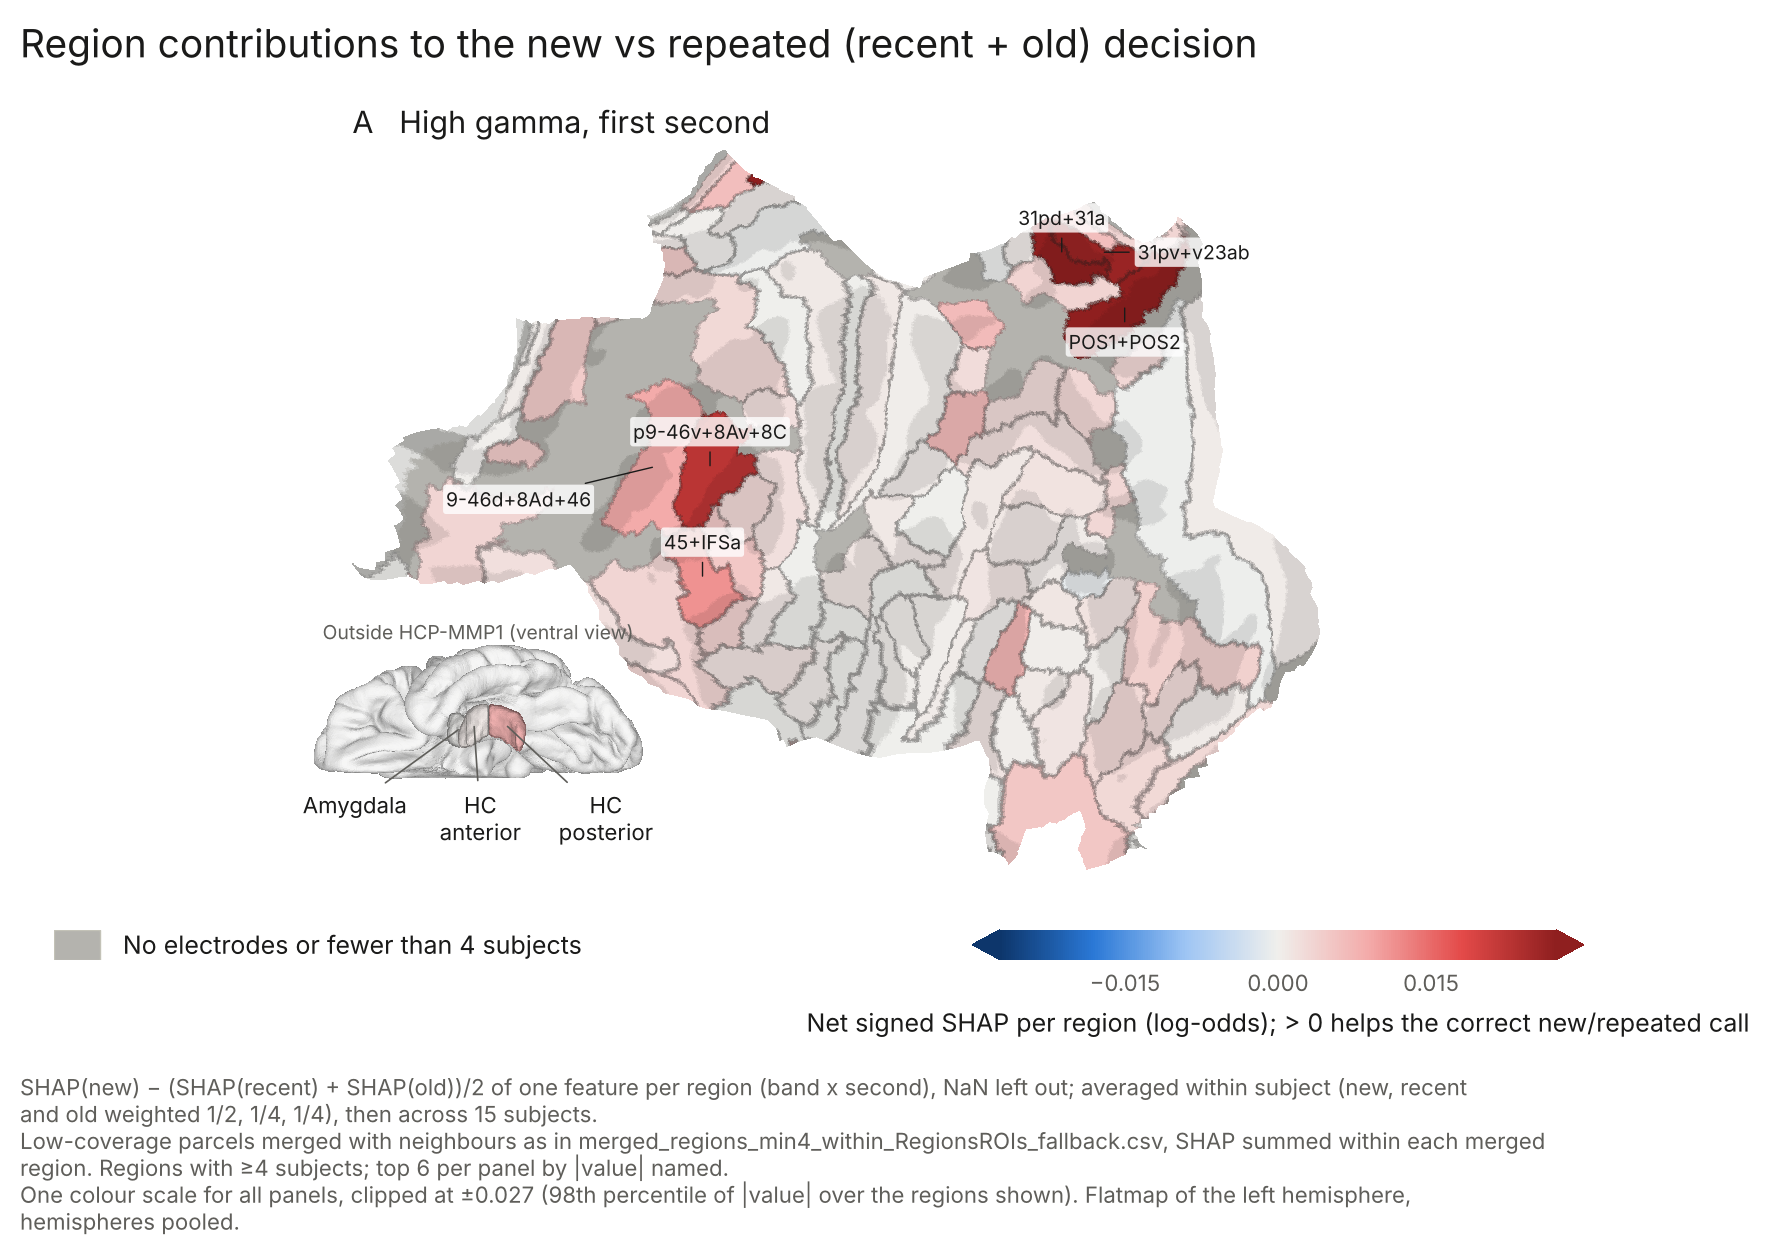 Region contributions to the new vs repeated (recent + old) decision
A High gamma, first second
31pd+31a
31pv+v23ab
POS1+POS2
p9-46v+8Av+8C
9-46d+8Ad+46
45+IFSa
Outside HCP-MMP1 (ventral view)
Amygdala
HC
anterior
HC
posterior
No electrodes or fewer than 4 subjects
−0.015 0.000 0.015
Net signed SHAP per region (log-odds); > 0 helps the correct new/repeated call
SHAP(new) − (SHAP(recent) + SHAP(old))/2 of one feature per region (band x second), NaN left out; averaged within subject (new, recent
and old weighted 1/2, 1/4, 1/4), then across 15 subjects.
Low-coverage parcels merged with neighbours as in merged_regions_min4_within_RegionsROIs_fallback.csv, SHAP summed within each merged
region. Regions with ≥4 subjects; top 6 per panel by |value| named.
One colour scale for all panels, clipped at ±0.027 (98th percentile of |value| over the regions shown). Flatmap of the left hemisphere,
hemispheres pooled.